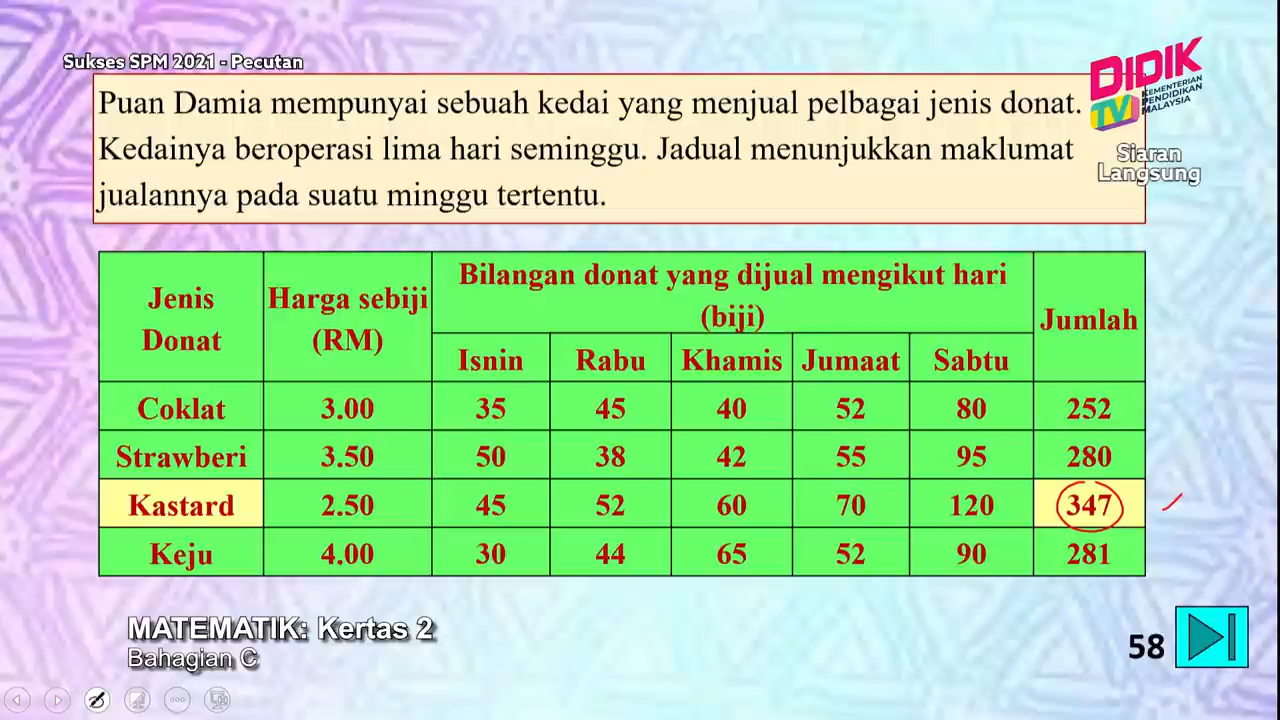 Sukses SPM 2021 - Pecutan
DIDIK
TV
KEMENTERIAN
PENDIDIKAN
MALAYSIA
Siaran
Langsung
Puan Damia mempunyai sebuah kedai yang menjual pelbagai jenis donat.
Kedainya beroperasi lima hari seminggu. Jadual menunjukkan maklumat
jualannya pada suatu minggu tertentu.
Jenis Donat Harga sebiji (RM) Bilangan donat yang dijual mengikut hari (biji) Jumlah
Isnin Rabu Khamis Jumaat Sabtu
Coklat 3.00 35 45 40 52 80 252
Strawberi 3.50 50 38 42 55 95 280
Kastard 2.50 45 52 60 70 120 347
Keju 4.00 30 44 65 52 90 281
MATEMATIK: Kertas 2
Bahagian C
58